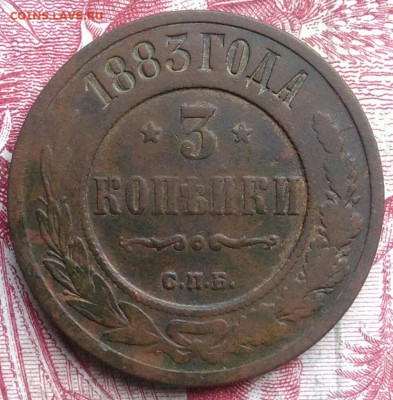 COINS.LAVE.RU
1883 ГОДА
3
КОПѢЙКИ
С.П.Б.